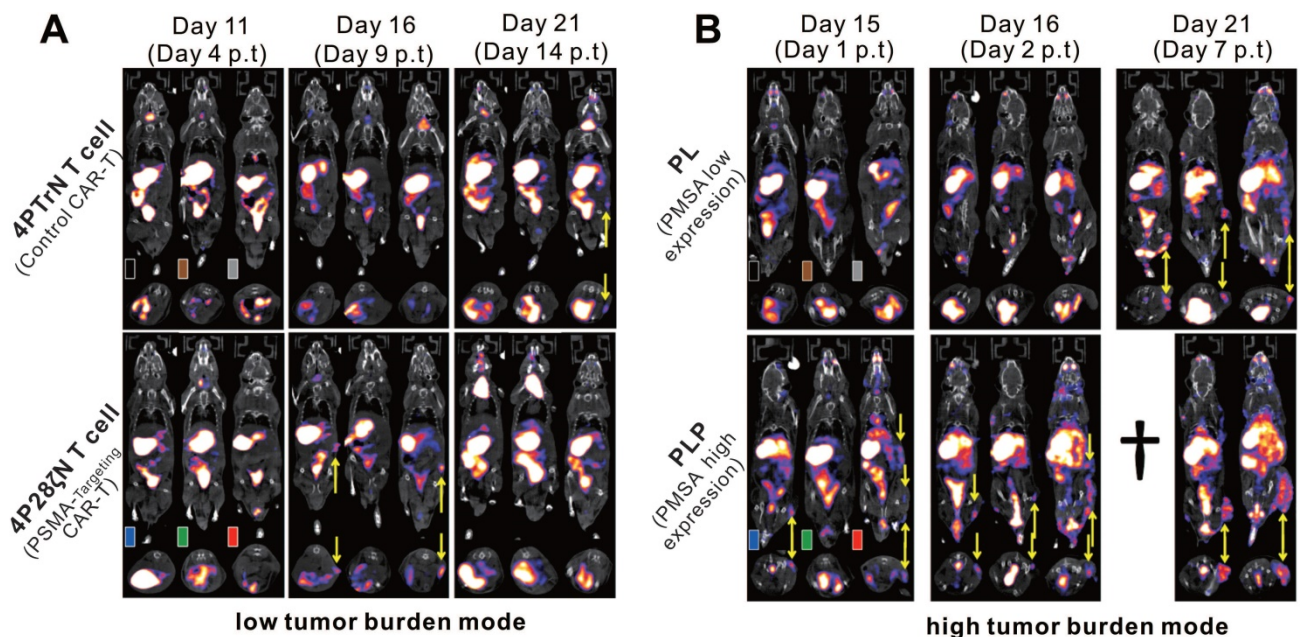 A
Day 11
(Day 4 p.t)
Day 16
(Day 9 p.t)
Day 21
(Day 14 p.t)
4PTrN T cell
(Control CAR-T)
4P28ζN T cell
(PSMA-Targeting
CAR-T)
low tumor burden mode
B
Day 15
(Day 1 p.t)
Day 16
(Day 2 p.t)
Day 21
(Day 7 p.t)
PL
(PMSA low
expression)
PLP
(PMSA high
expression)
high tumor burden mode